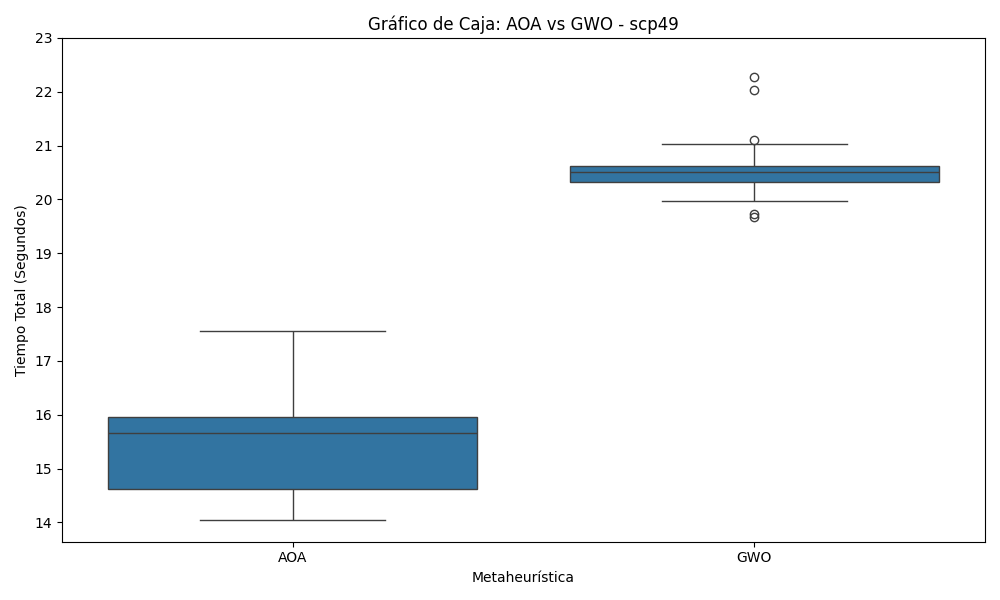 Gráfico de Caja: AOA vs GWO - scp49
Tiempo Total (Segundos)
23
22
21
20
19
18
17
16
15
14
AOA
GWO
Metaheurística